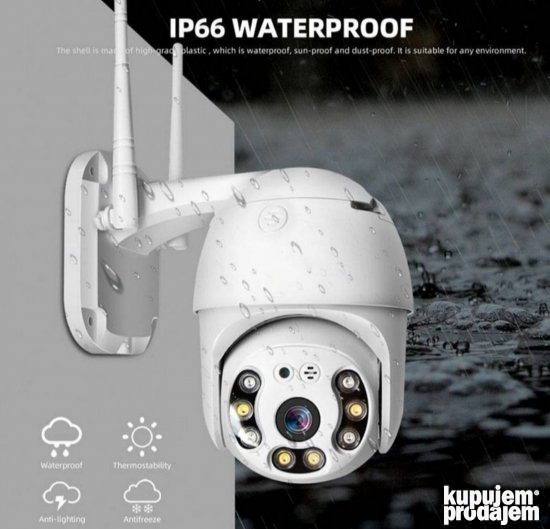 IP66 WATERPROOF
The shell is made of high-grade plastic , which is waterproof, sun-proof and dust-proof. It is suitable for any environment.
Waterproof
Thermostability
Anti-lighting
Antifreeze
kupujem®
prodajem